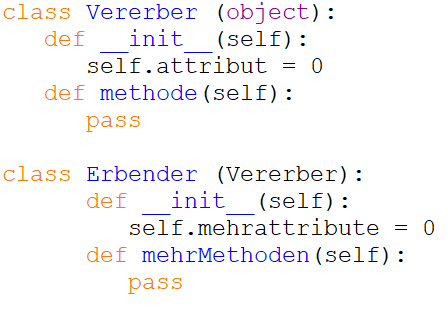 class Vererber (object):
   def __init__(self):
      self.attribut = 0
   def methode(self):
      pass

class Erbender (Vererber):
      def __init__(self):
         self.mehrattribute = 0
      def mehrMethoden(self):
         pass